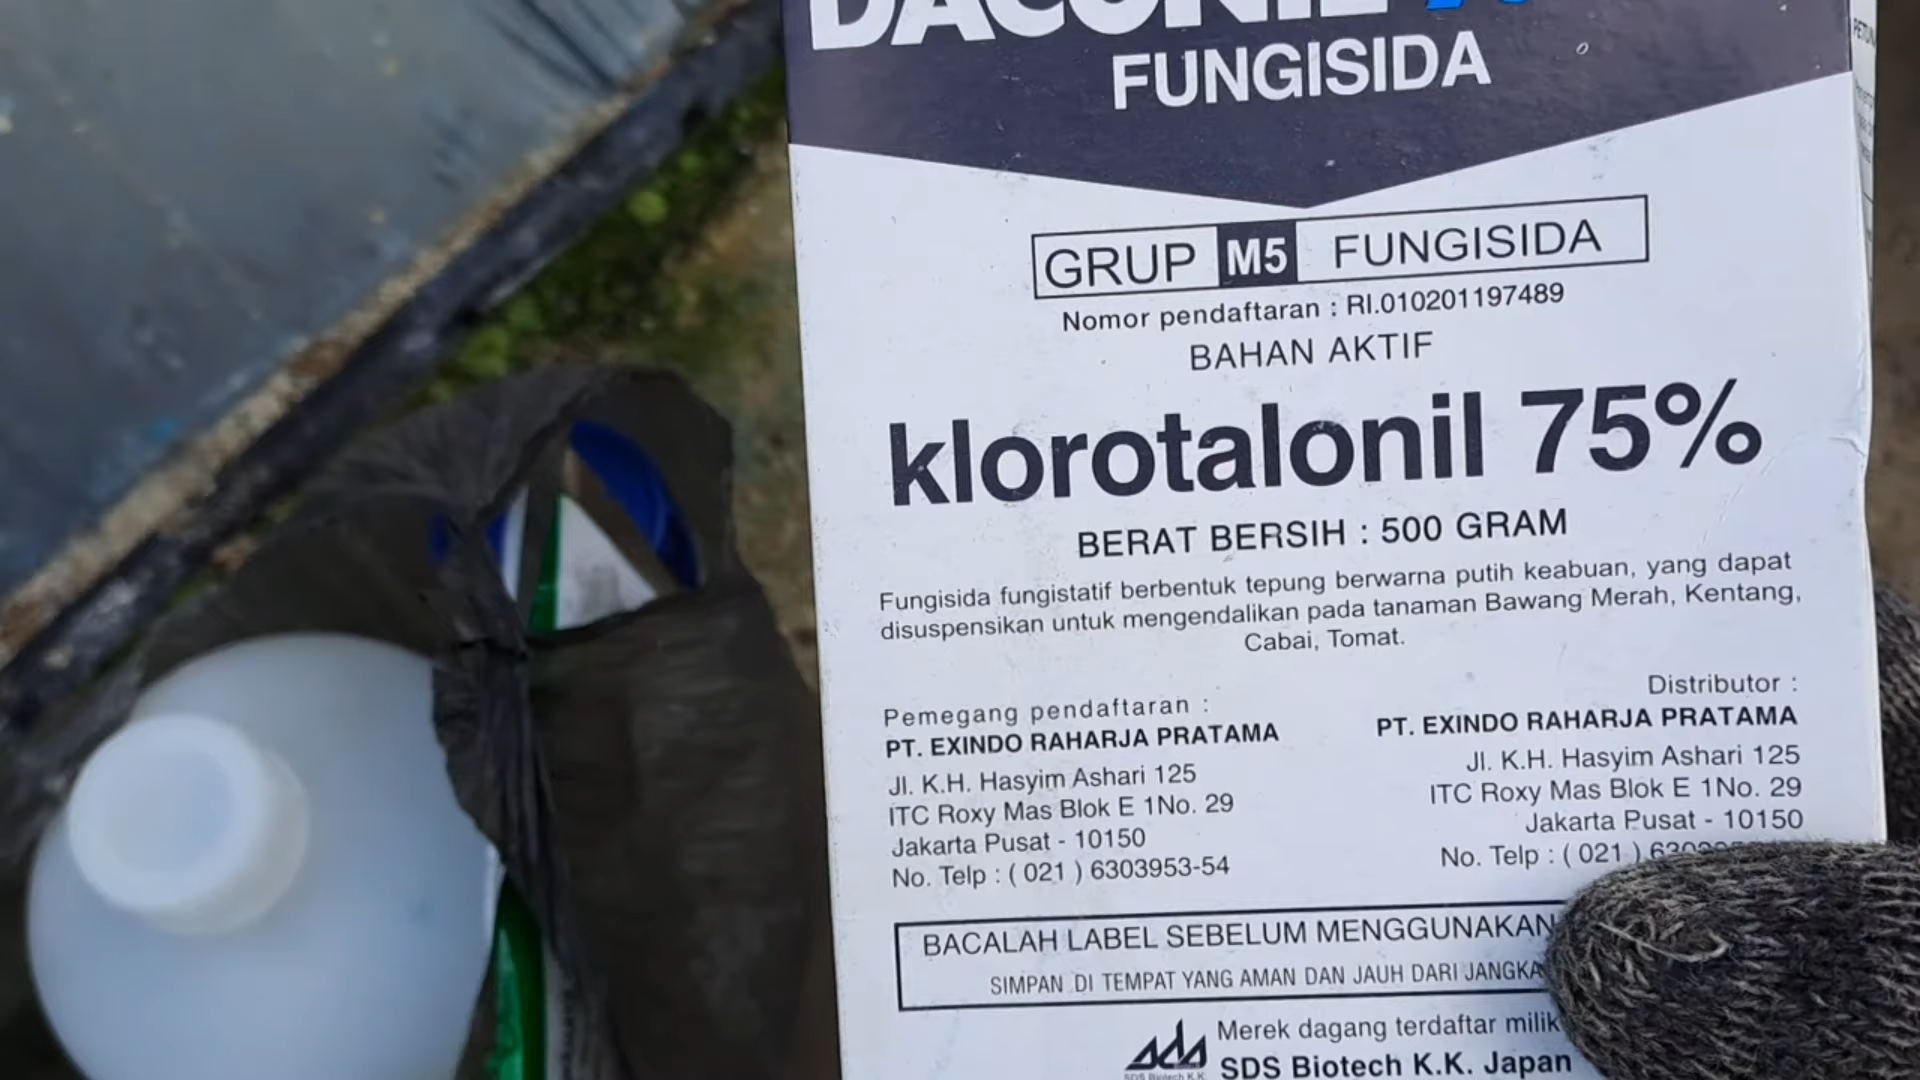 DACONIL
FUNGISIDA
GRUP M5 FUNGISIDA
Nomor pendaftaran : RI.010201197489
BAHAN AKTIF
klorotalonil 75%
BERAT BERSIH : 500 GRAM
Fungisida fungistatif berbentuk tepung berwarna putih keabuan, yang dapat
disuspensikan untuk mengendalikan pada tanaman Bawang Merah, Kentang,
Cabai, Tomat.
Pemegang pendaftaran :
PT. EXINDO RAHARJA PRATAMA
Jl. K.H. Hasyim Ashari 125
ITC Roxy Mas Blok E 1No. 29
Jakarta Pusat - 10150
No. Telp : ( 021 ) 6303953-54
Distributor :
PT. EXINDO RAHARJA PRATAMA
Jl. K.H. Hasyim Ashari 125
ITC Roxy Mas Blok E 1No. 29
Jakarta Pusat - 10150
No. Telp : ( 021 )
BACALAH LABEL SEBELUM MENGGUNAKAN
SIMPAN DI TEMPAT YANG AMAN DAN JAUH DARI JANGKA
Merek dagang terdaftar milik
SDS Biotech K.K. Japan
SDS Biotech K.K.